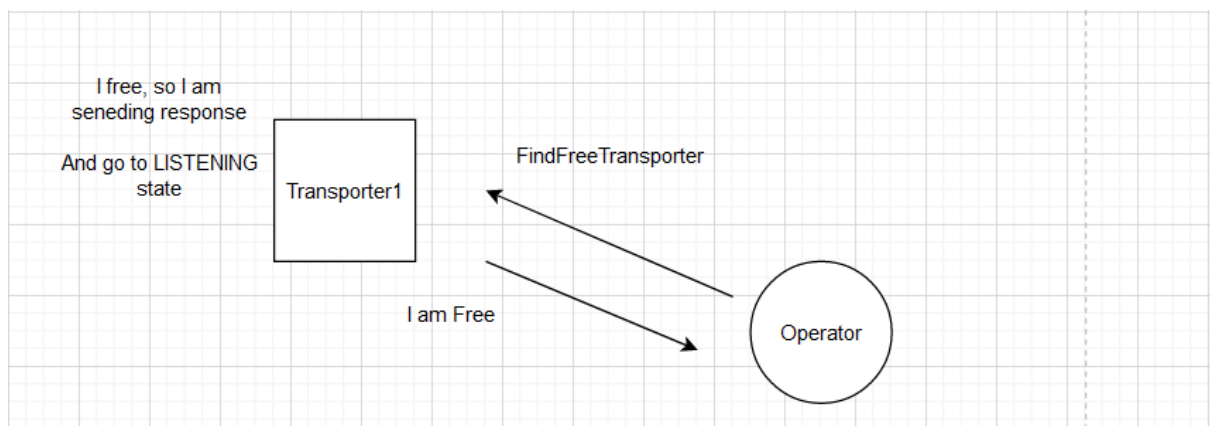 I free, so I am
seneding response
And go to LISTENING
state
Transporter1
FindFreeTransporter
I am Free
Operator